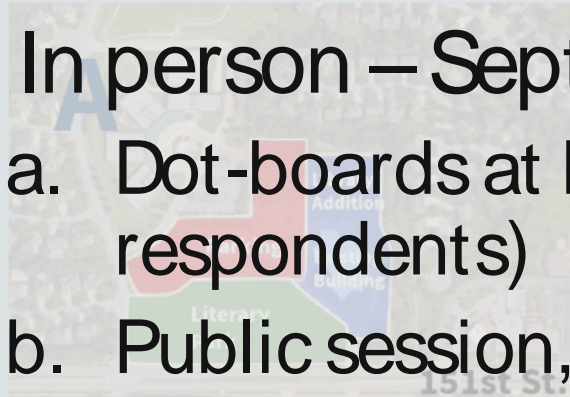 In person – Sept
A
a. Dot-boards at
Addition
respondents)
Building
Literary
b. Public session,
151st St.